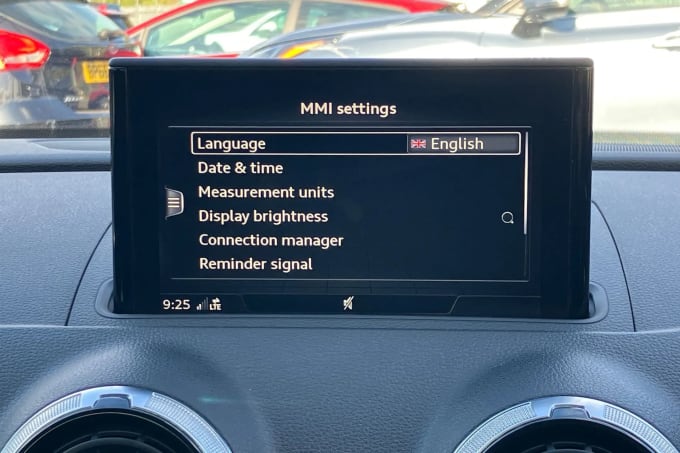 MMI settings
Language English
Date & time
Measurement units
Display brightness
Connection manager
Reminder signal
9:25 LTE